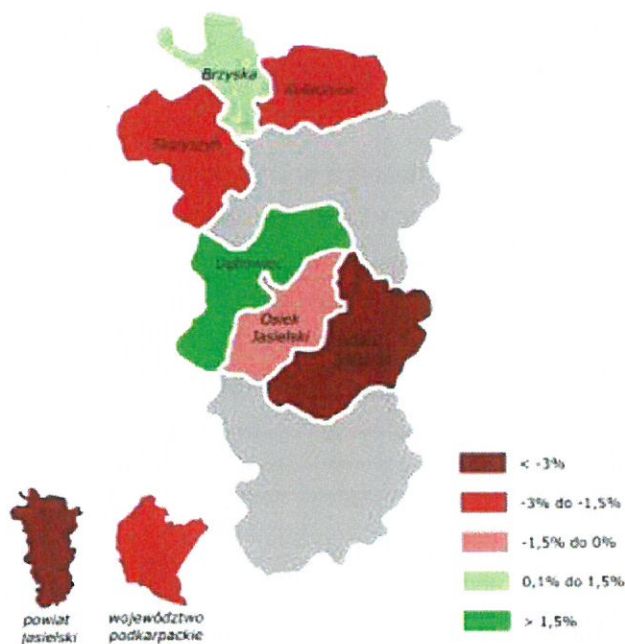 Brzyska
Kołaczyce
Skołyszyn
Dębowiec
Osiek
Jasielski
< -3%
-3% do -1,5%
-1,5% do 0%
0,1% do 1,5%
> 1,5%
powiat
jasielski
województwo
podkarpackie